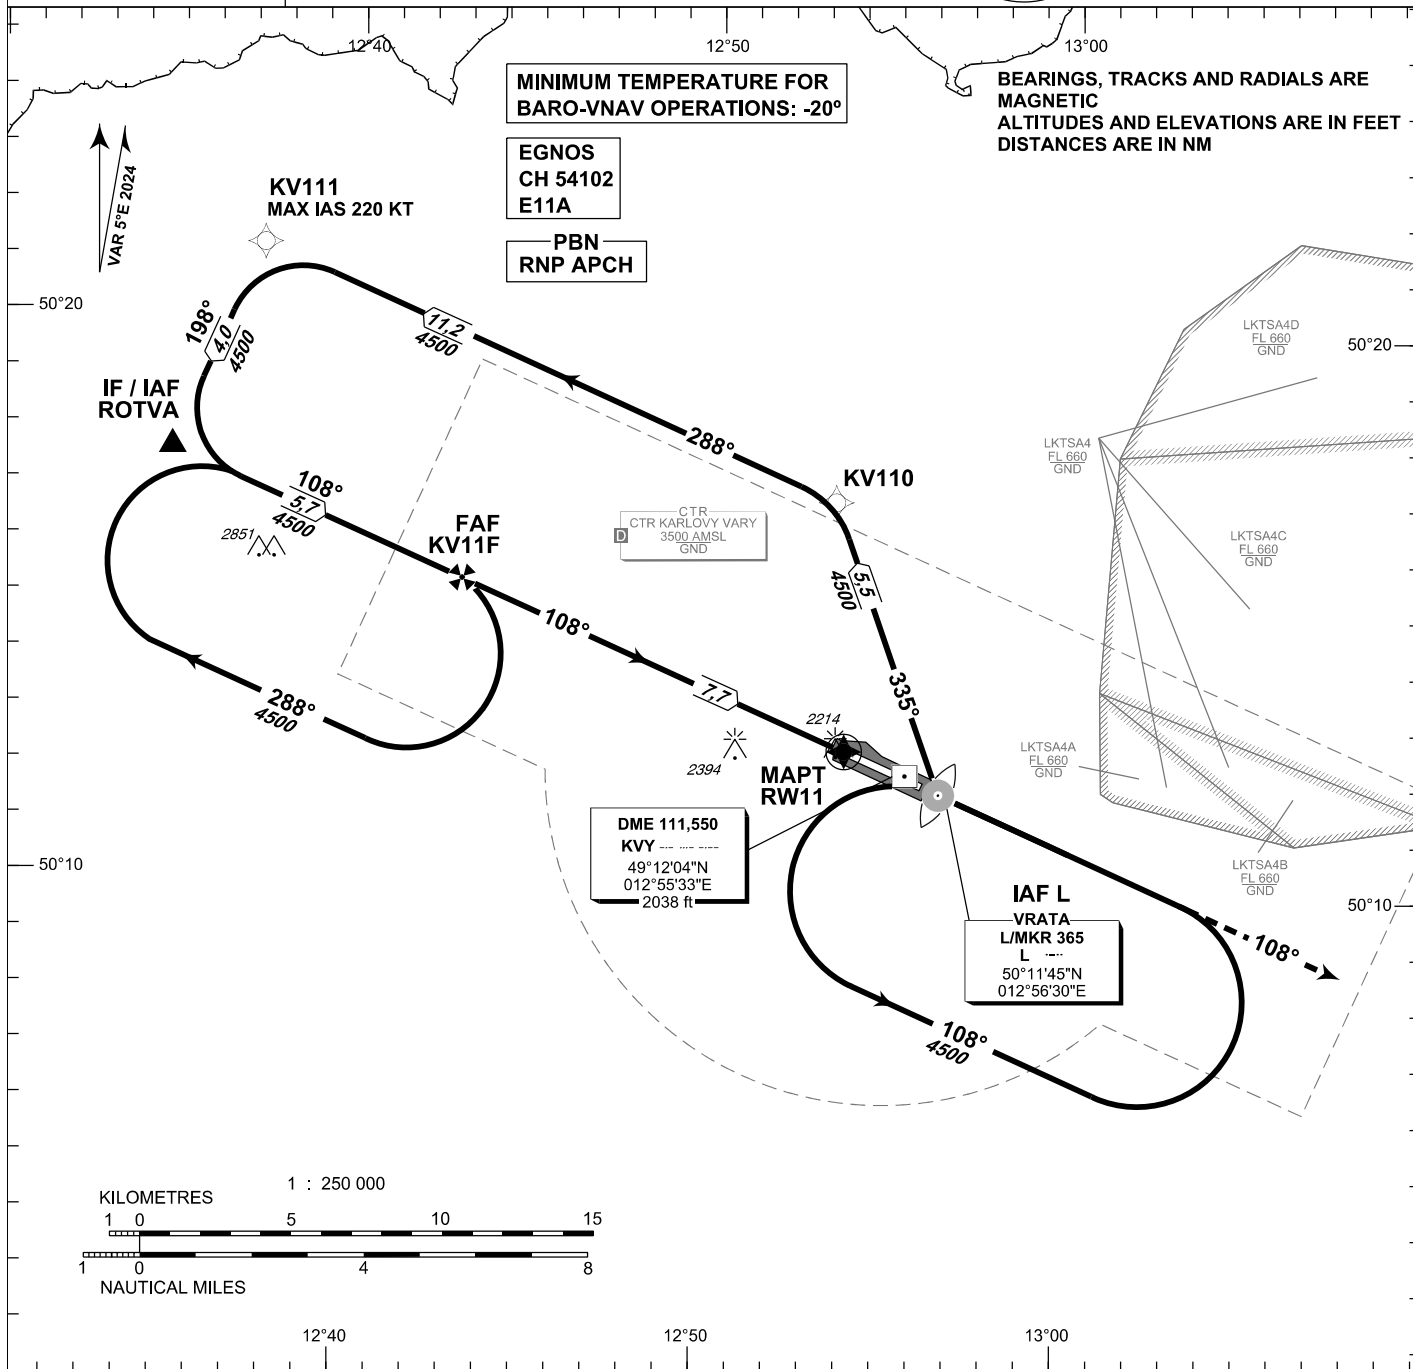 12°40'
12°50'
13°00'
MINIMUM TEMPERATURE FOR
BARO-VNAV OPERATIONS: -20º
BEARINGS, TRACKS AND RADIALS ARE
MAGNETIC
ALTITUDES AND ELEVATIONS ARE IN FEET
DISTANCES ARE IN NM
EGNOS
CH 54102
E11A
PBN
RNP APCH
VAR 5°E 2024
KV111
MAX IAS 220 KT
50°20
198°
4,0
4500
11,2
4500
LKTSA4D
FL 660
GND
50°20
IF / IAF
ROTVA
288°
LKTSA4
FL 660
GND
KV110
108°
5,7
4500
2851
FAF
KV11F
CTR
CTR KARLOVY VARY
D
3500 AMSL
GND
LKTSA4C
FL 660
GND
5,5
4500
108°
335°
288°
4500
7,7
2214
2394
MAPT
RW11
LKTSA4A
FL 660
GND
DME 111,550
KVY
49°12'04"N
012°55'33"E
2038 ft
50°10
LKTSA4B
FL 660
GND
IAF L
VRATA
L/MKR 365
L
50°11'45"N
012°56'30"E
50°10
108°
108°
4500
1 : 250 000
KILOMETRES
1 0 5 10 15
1 0 4 8
NAUTICAL MILES
12°40'
12°50'
13°00'